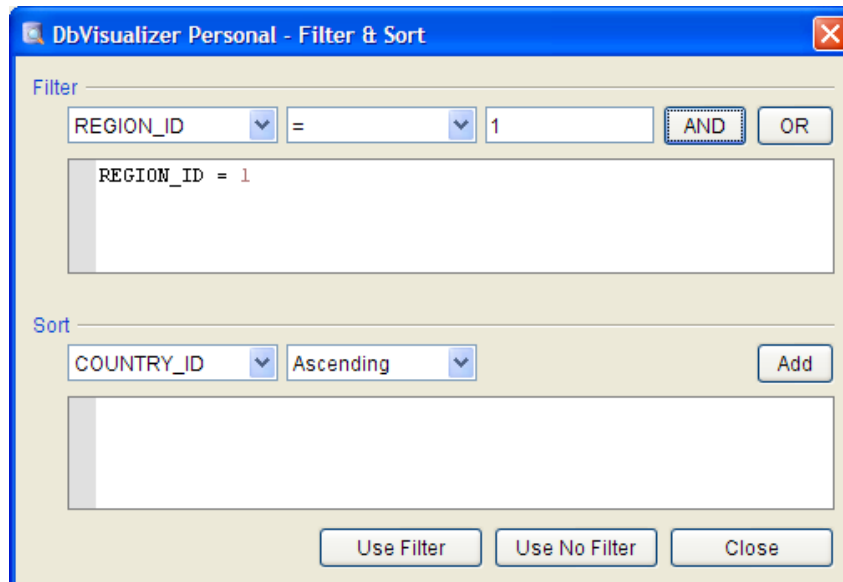 DbVisualizer Personal - Filter & Sort
Filter
REGION_ID = 1 AND OR
REGION_ID = 1
Sort
COUNTRY_ID Ascending Add
Use Filter Use No Filter Close